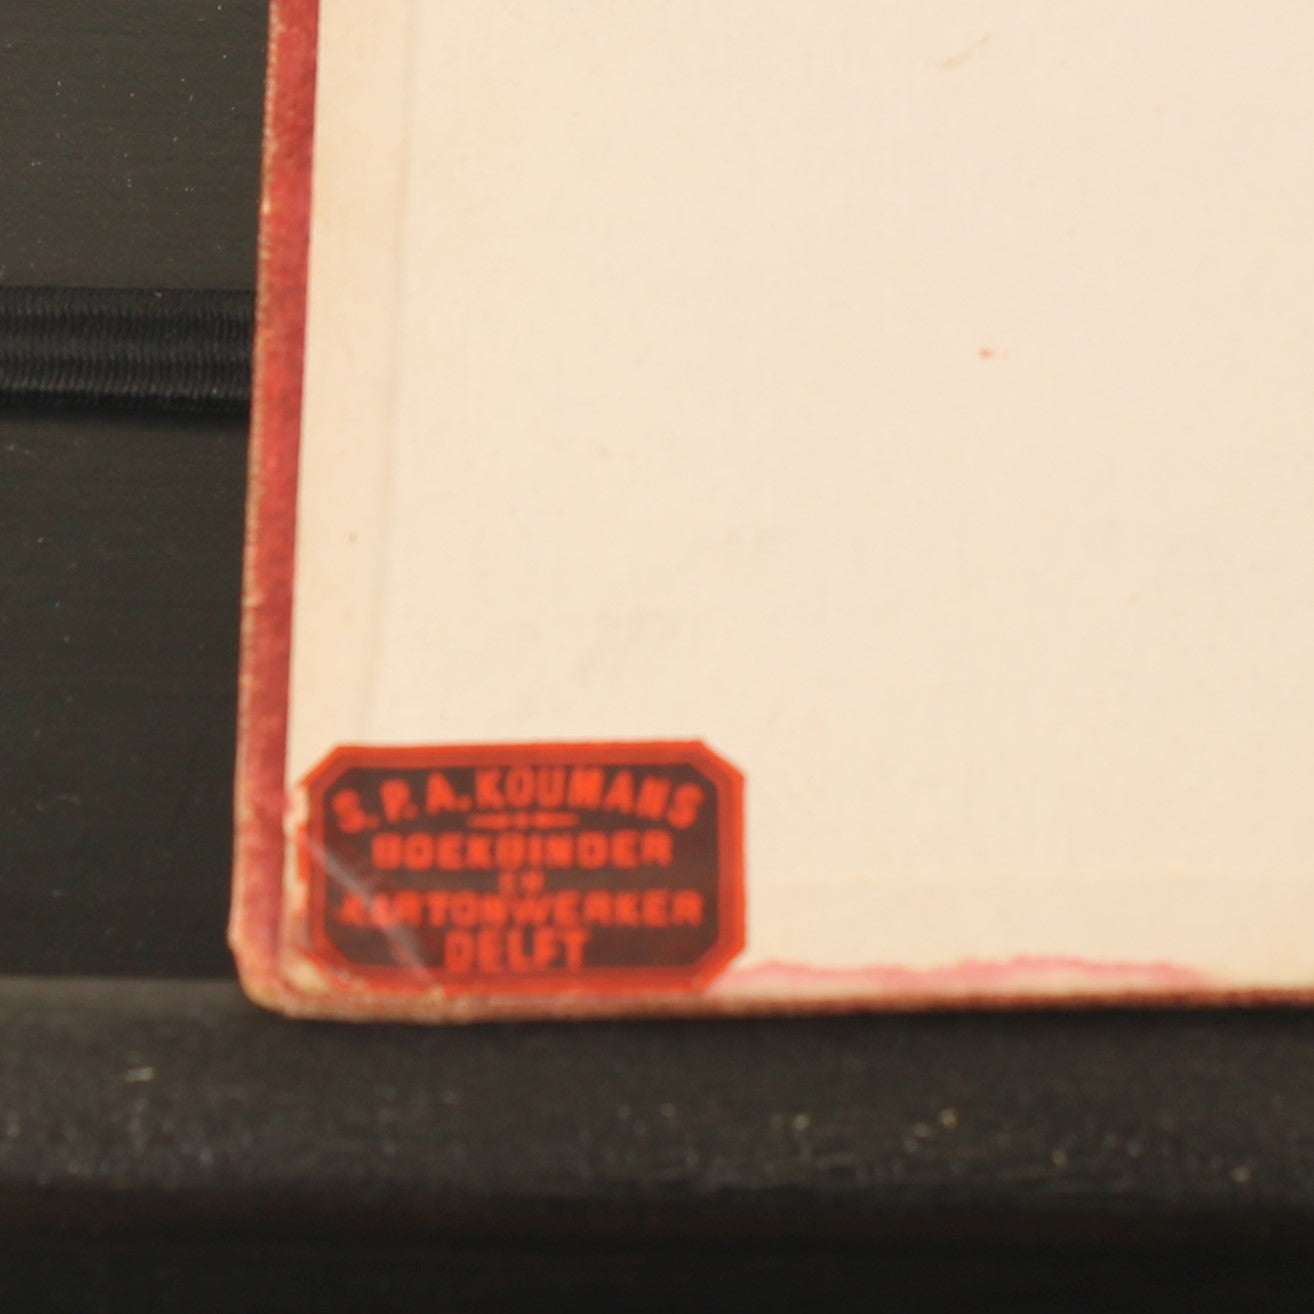 S. P. A. KOUMANS
BOEKBINDER
EN
KARTONWERKER
DELFT